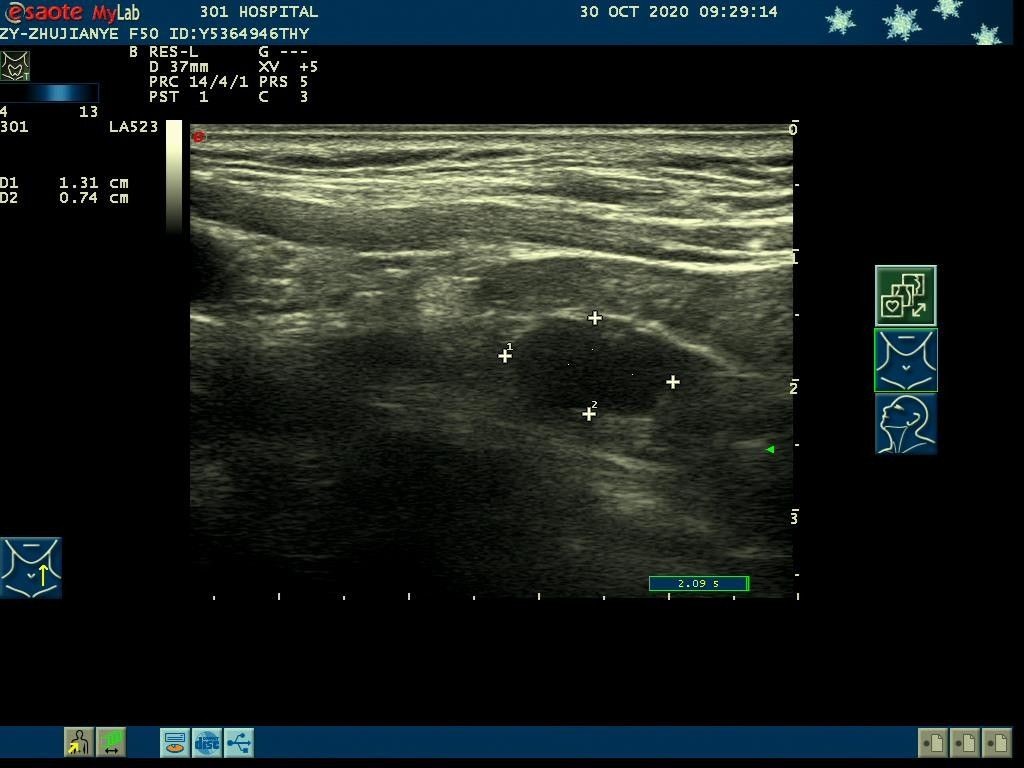 esaote MyLab 301 HOSPITAL 30 OCT 2020 09:29:14
ZY-ZHUJIANYE F50 ID:Y5364946THY
B RES-L G ---
D 37mm XV +5
PRC 14/4/1 PRS 5
PST 1 C 3
T
4 13
301 LA523
e
0
D1 1.31 cm
D2 0.74 cm
1
1
2
2
3
2.09 s
disc